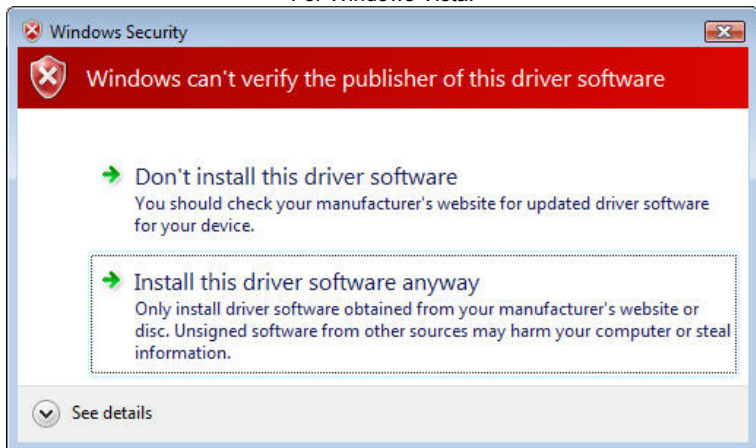 For Windows Vista:
Windows Security
Windows can't verify the publisher of this driver software
Don't install this driver software
You should check your manufacturer's website for updated driver software
for your device.
Install this driver software anyway
Only install driver software obtained from your manufacturer's website or
disc. Unsigned software from other sources may harm your computer or steal
information.
See details